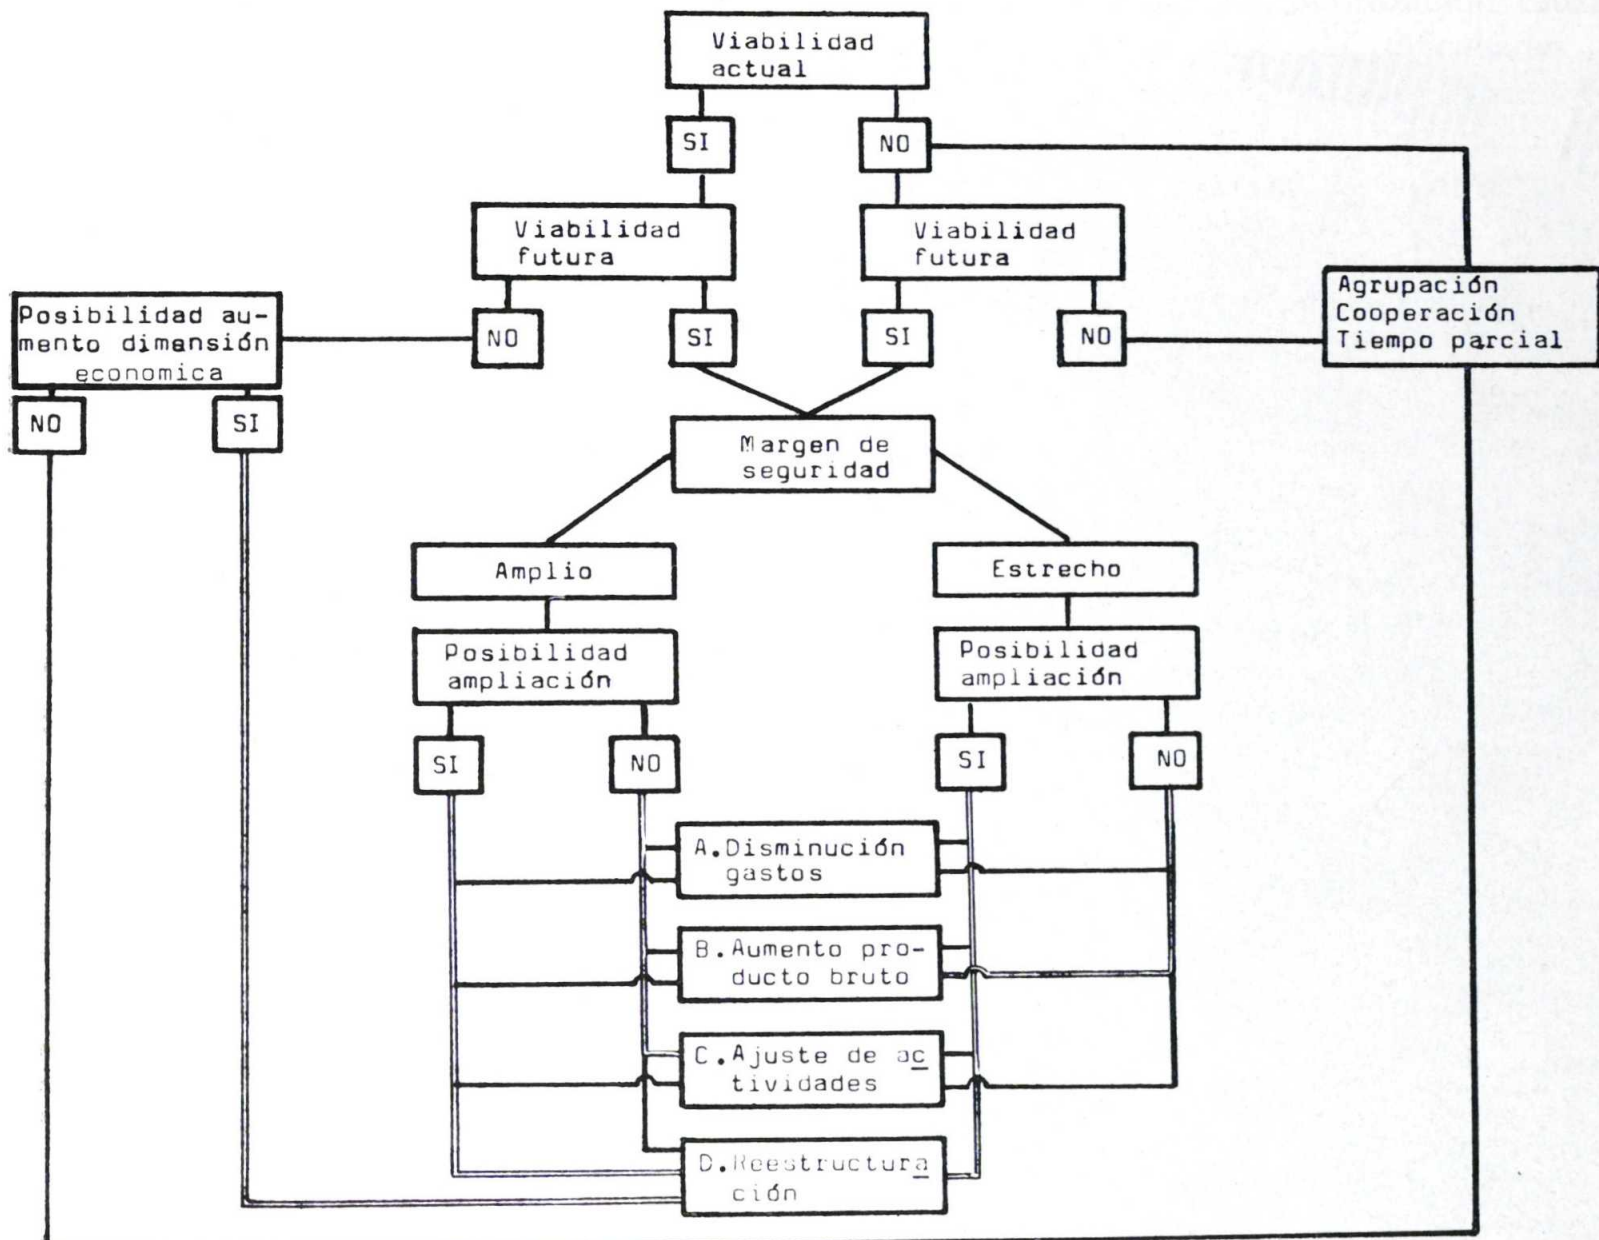 Viabilidad
actual
SI
NO
Viabilidad
futura
Viabilidad
futura
Posibilidad au-
mento dimensión
economica
NO
SI
SI
NO
Agrupación
Cooperación
Tiempo parcial
NO
SI
Margen de
seguridad
Amplio
Estrecho
Posibilidad
ampliación
Posibilidad
ampliación
SI
NO
SI
NO
A.Disminución
gastos
B.Aumento pro-
ducto bruto
C.Ajuste de ac
tividades
D.Reestructura
ción